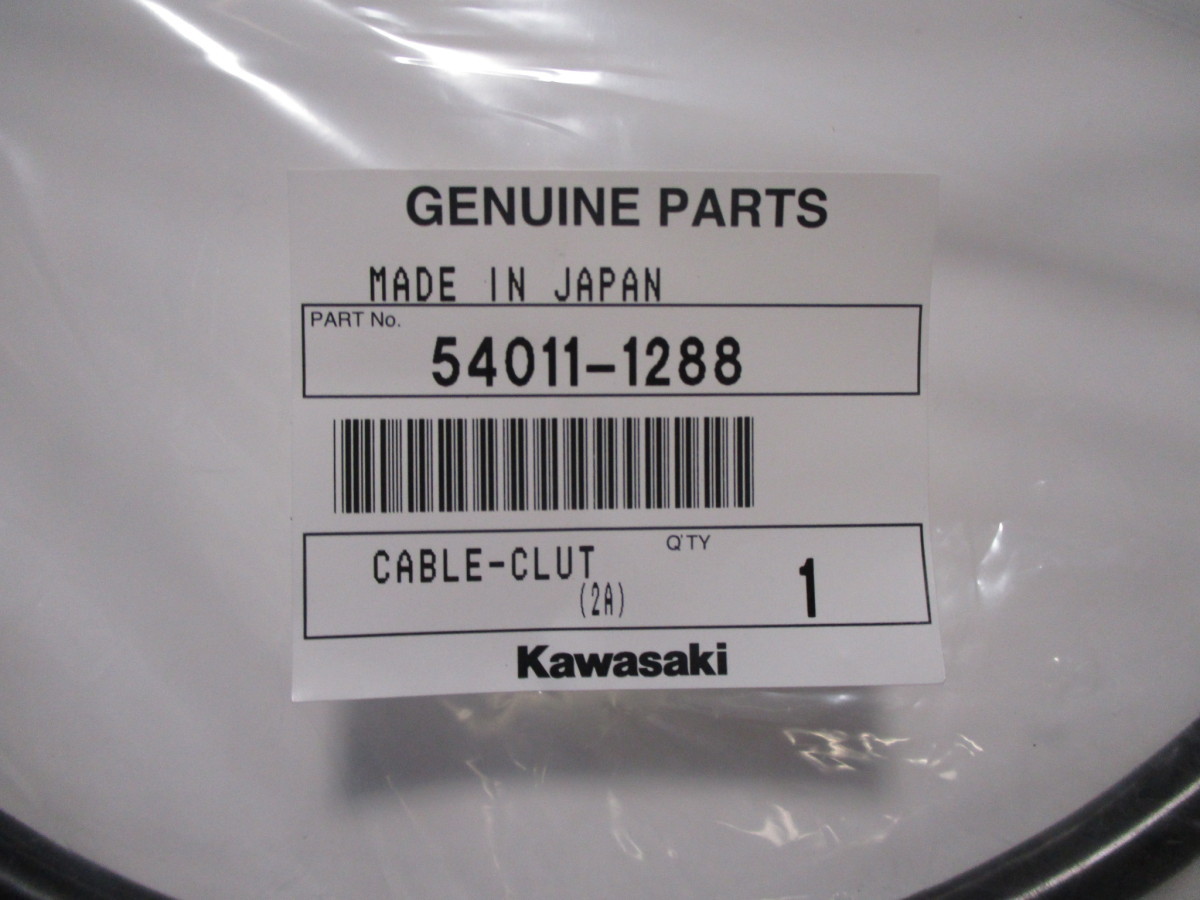 GENUINE PARTS
MADE IN JAPAN
PART No.
54011-1288
CABLE-CLUT
Q'TY
(2A)
1
Kawasaki